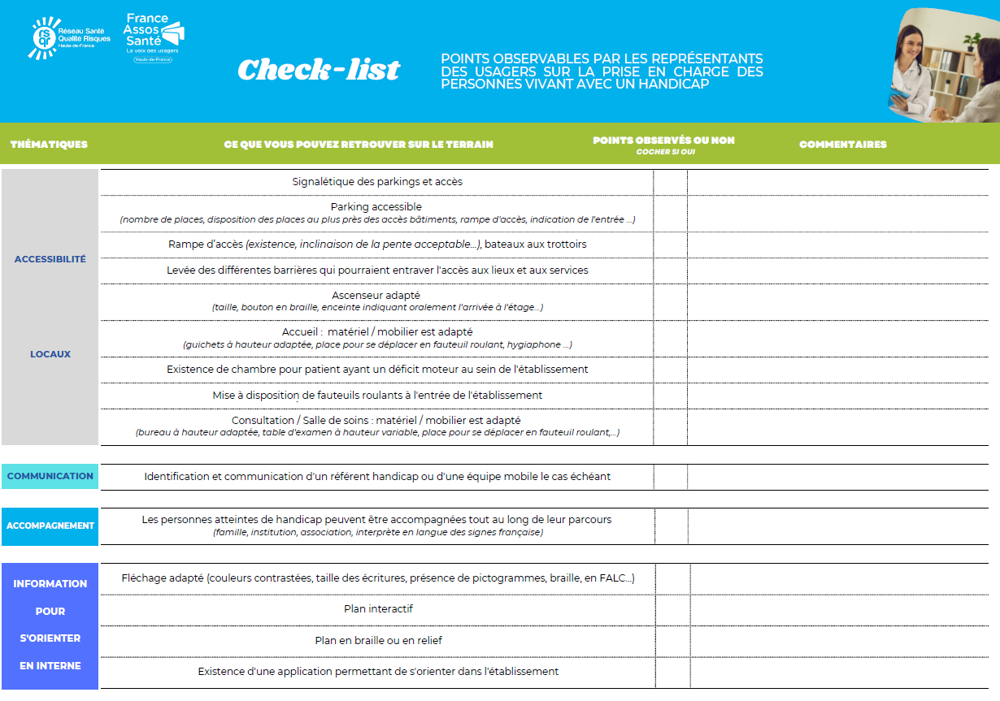 Réseau Santé
Qualité Risques
Hauts-de-France
rs
qr
France
Assos
Santé
La voix des usagers
Hauts-de-France
Check-list
POINTS OBSERVABLES PAR LES REPRÉSENTANTS
DES USAGERS SUR LA PRISE EN CHARGE DES
PERSONNES VIVANT AVEC UN HANDICAP
THÉMATIQUES
CE QUE VOUS POUVEZ RETROUVER SUR LE TERRAIN
POINTS OBSERVÉS OU NON
COCHER SI OUI
COMMENTAIRES
ACCESSIBILITÉ
LOCAUX
Signalétique des parkings et accès
Parking accessible
(nombre de places, disposition des places au plus près des accès bâtiments, rampe d'accès, indication de l'entrée ...)
Rampe d'accès (existence, inclinaison de la pente acceptable...), bateaux aux trottoirs
Levée des différentes barrières qui pourraient entraver l'accès aux lieux et aux services
Ascenseur adapté
(taille, bouton en braille, enceinte indiquant oralement l'arrivée à l'étage...)
Accueil : matériel / mobilier est adapté
(guichets à hauteur adaptée, place pour se déplacer en fauteuil roulant, hygiaphone ...)
Existence de chambre pour patient ayant un déficit moteur au sein de l'établissement
Mise à disposition de fauteuils roulants à l'entrée de l'établissement
Consultation / Salle de soins : matériel / mobilier est adapté
(bureau à hauteur adaptée, table d'examen à hauteur variable, place pour se déplacer en fauteuil roulant,...)
COMMUNICATION
Identification et communication d'un référent handicap ou d'une équipe mobile le cas échéant
ACCOMPAGNEMENT
Les personnes atteintes de handicap peuvent être accompagnées tout au long de leur parcours
(famille, institution, association, interprète en langue des signes française)
INFORMATION
POUR
S'ORIENTER
EN INTERNE
Fléchage adapté (couleurs contrastées, taille des écritures, présence de pictogrammes, braille, en FALC...)
Plan interactif
Plan en braille ou en relief
Existence d'une application permettant de s'orienter dans l'établissement